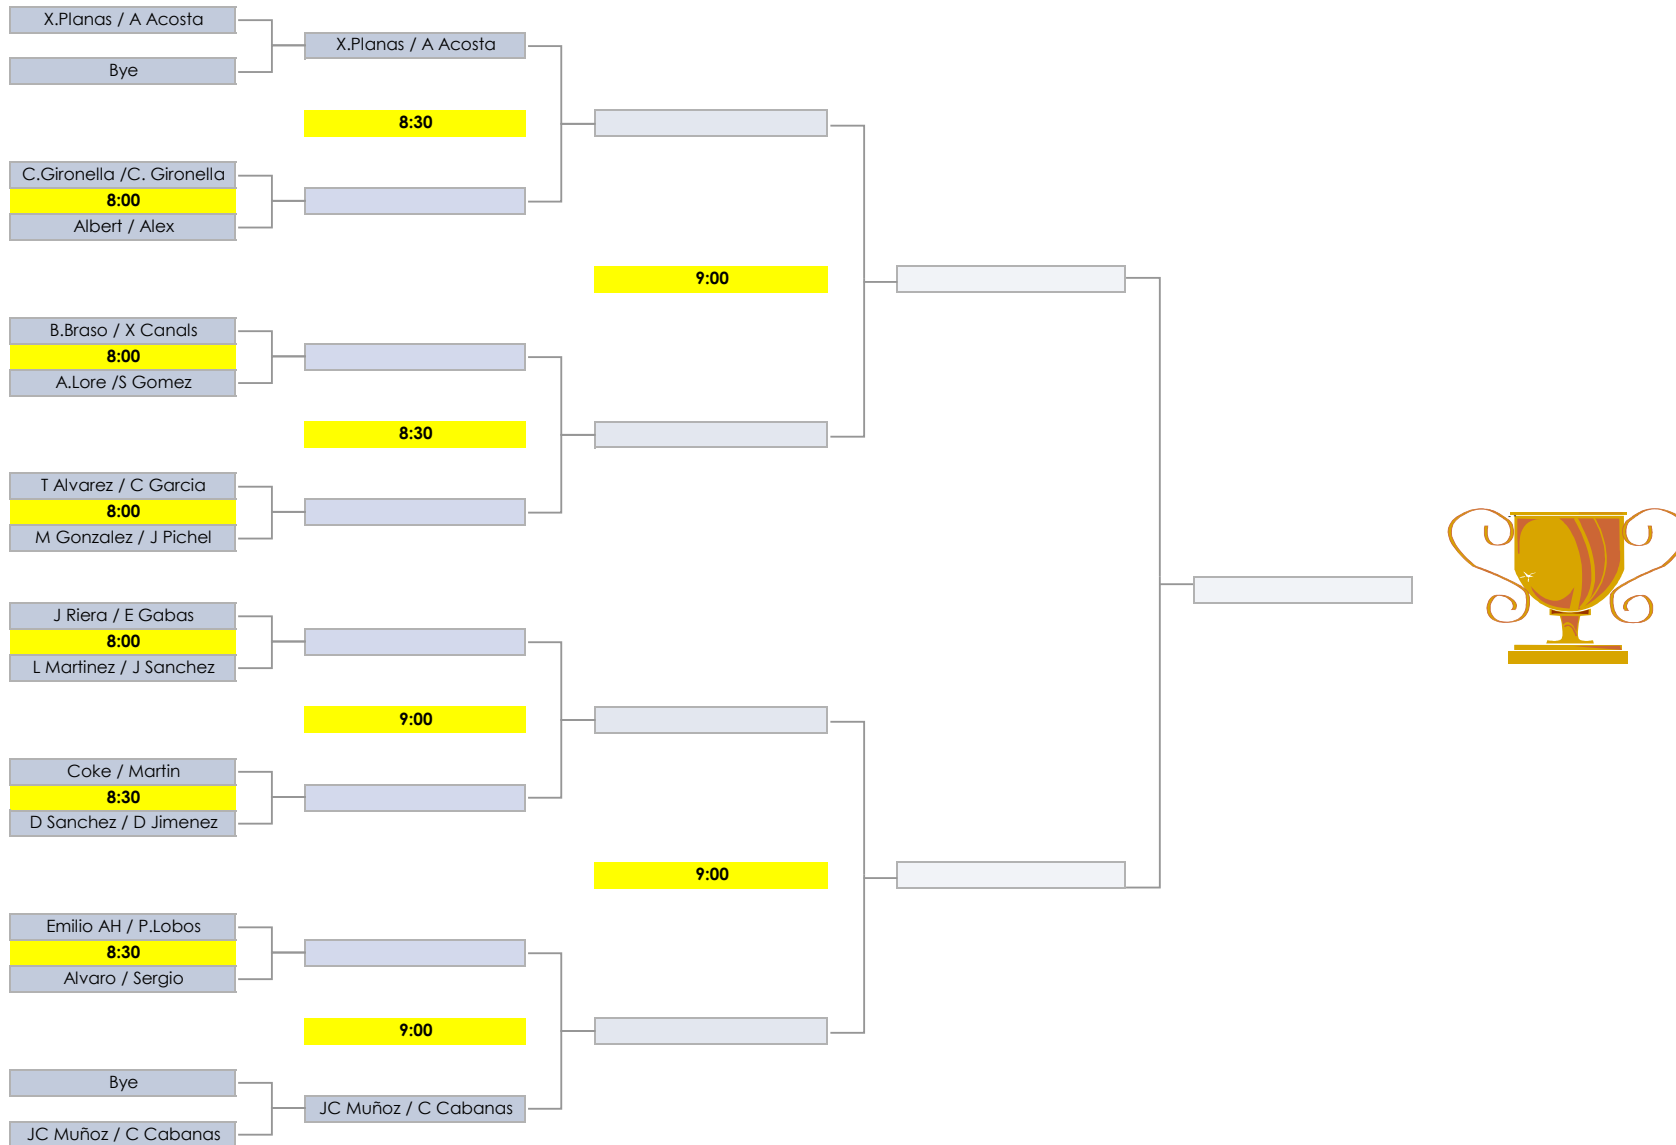 X.Planas / A Acosta
Bye
X.Planas / A Acosta
8:30
C.Gironella /C. Gironella
8:00
Albert / Alex
9:00
B.Braso / X Canals
8:00
A.Lore /S Gomez
8:30
T Alvarez / C Garcia
8:00
M Gonzalez / J Pichel
J Riera / E Gabas
8:00
L Martinez / J Sanchez
9:00
Coke / Martin
8:30
D Sanchez / D Jimenez
9:00
Emilio AH / P.Lobos
8:30
Alvaro / Sergio
9:00
Bye
JC Muñoz / C Cabanas
JC Muñoz / C Cabanas